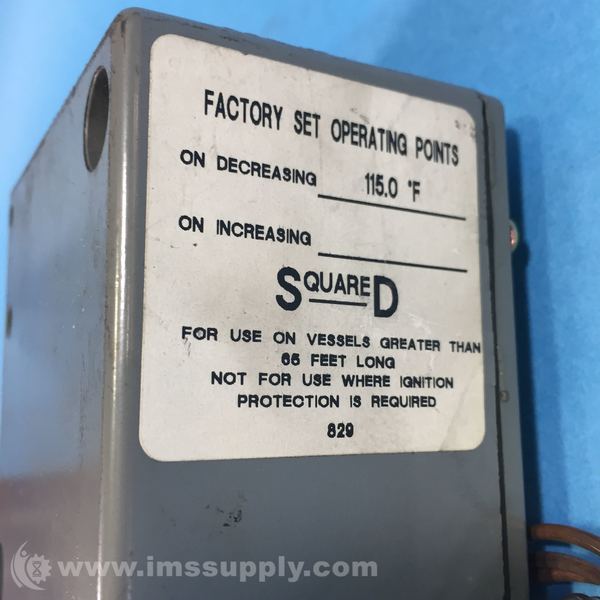 FACTORY SET OPERATING POINTS
ON DECREASING 115.0 °F
ON INCREASING
SQUARE D
FOR USE ON VESSELS GREATER THAN
65 FEET LONG
NOT FOR USE WHERE IGNITION
PROTECTION IS REQUIRED
829
www.imssupply.com